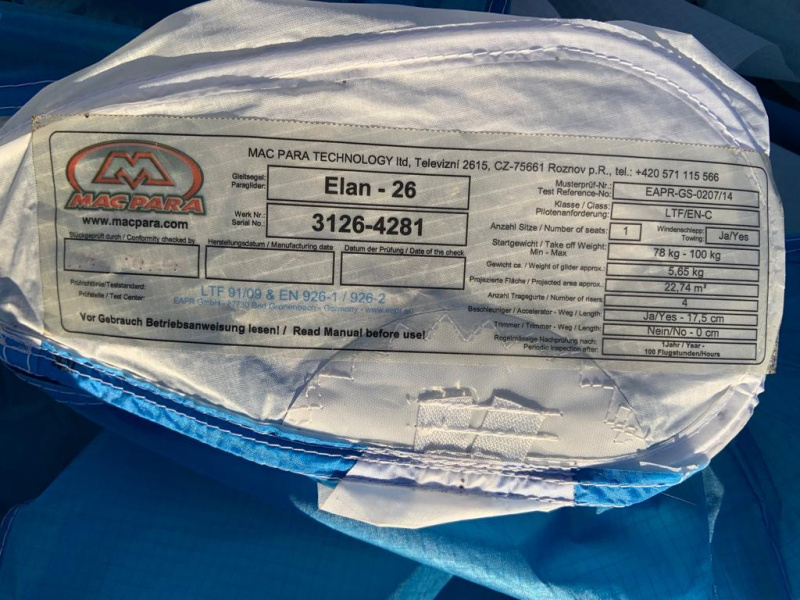 MAC PARA TECHNOLOGY ltd, Televizní 2615, CZ-75661 Roznov p.R., tel.: +420 571 115 566
MAC PARA
www.macpara.com
Gleitsegel:
Paraglider:
Elan - 26
Werk Nr.:
Serial No.:
3126-4281
Stückgeprüft durch / Conformity checked by
Herstellungsdatum / Manufacturing date
Datum der Prüfung / Date of the check
Prüfrichtlinie/Teststandard:
Prüfstelle / Test Center:
LTF 91/09 & EN 926-1 / 926-2
EAPR GmbH - 87730 Bad Grönenbach - Germany - www.eapr.
Vor Gebrauch Betriebsanweisung lesen! / Read Manual before use!
Musterprüf-Nr.:
Test Reference-No.:
EAPR-GS-0207/14
Klasse / Class:
Pilotenanforderung:
LTF/EN-C
Anzahl Sitze / Number of seats:
1
Windenschlepp:
Towing:
Ja/Yes
Startgewicht / Take off Weight:
Min - Max
78 kg - 100 kg
Gewicht ca. / Weight of glider approx.
5,65 kg
Projezierte Fläche / Projected area approx.
22,74 m²
Anzahl Tragegurte / Number of risers
4
Beschleuniger / Accelerator - Weg / Length:
Ja/Yes - 17,5 cm
Trimmer / Trimmer - Weg / Length:
Nein/No - 0 cm
Regelmässige Nachprüfung nach:
Periodic inspection after:
1Jahr / Year -
100 Flugstunden/Hours